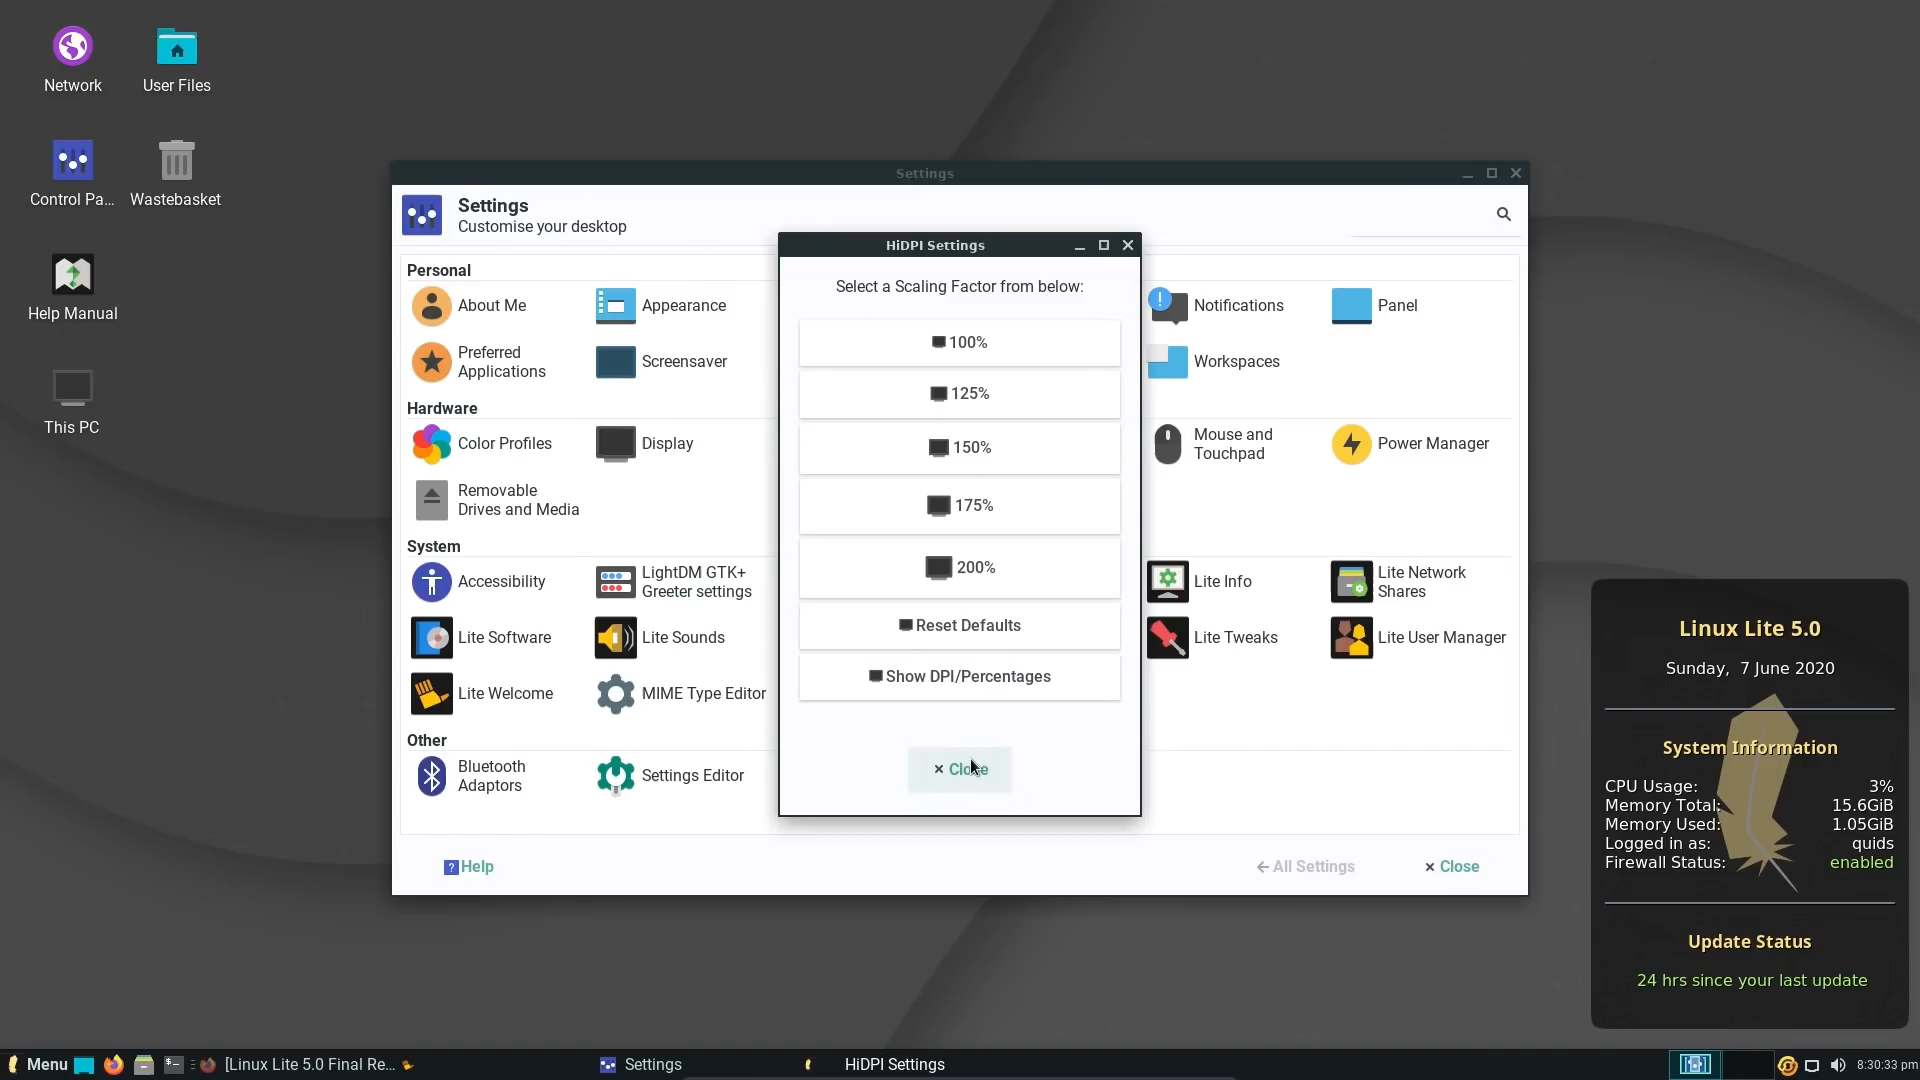 Network
User Files
Control Pa...
Wastebasket
Help Manual
This PC
Settings
Settings
Customise your desktop
Personal
About Me
Appearance
Notifications
Panel
Preferred
Applications
Screensaver
Workspaces
Hardware
Color Profiles
Display
Mouse and
Touchpad
Power Manager
Removable
Drives and Media
System
Accessibility
LightDM GTK+
Greeter settings
Lite Info
Lite Network
Shares
Lite Software
Lite Sounds
Lite Tweaks
Lite User Manager
Lite Welcome
MIME Type Editor
Other
Bluetooth
Adaptors
Settings Editor
Help
All Settings
Close
HiDPI Settings
Select a Scaling Factor from below:
100%
125%
150%
175%
200%
Reset Defaults
Show DPI/Percentages
Close
Linux Lite 5.0
Sunday, 7 June 2020
System Information
CPU Usage: 3%
Memory Total: 15.6GiB
Memory Used: 1.05GiB
Logged in as: quids
Firewall Status: enabled
Update Status
24 hrs since your last update
Menu
[Linux Lite 5.0 Final Re...
Settings
HiDPI Settings
8:30:33 pm